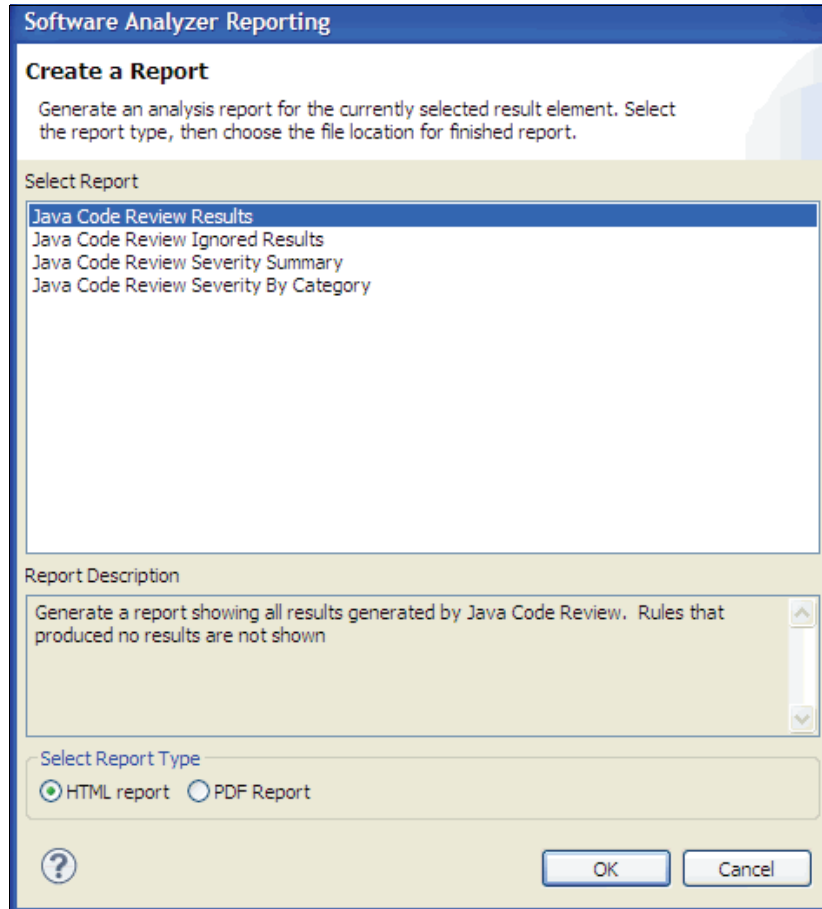 Software Analyzer Reporting
Create a Report
Generate an analysis report for the currently selected result element. Select
the report type, then choose the file location for finished report.
Select Report
Java Code Review Results
Java Code Review Ignored Results
Java Code Review Severity Summary
Java Code Review Severity By Category
Report Description
Generate a report showing all results generated by Java Code Review.  Rules that
produced no results are not shown
Select Report Type
HTML report PDF Report
? OK Cancel